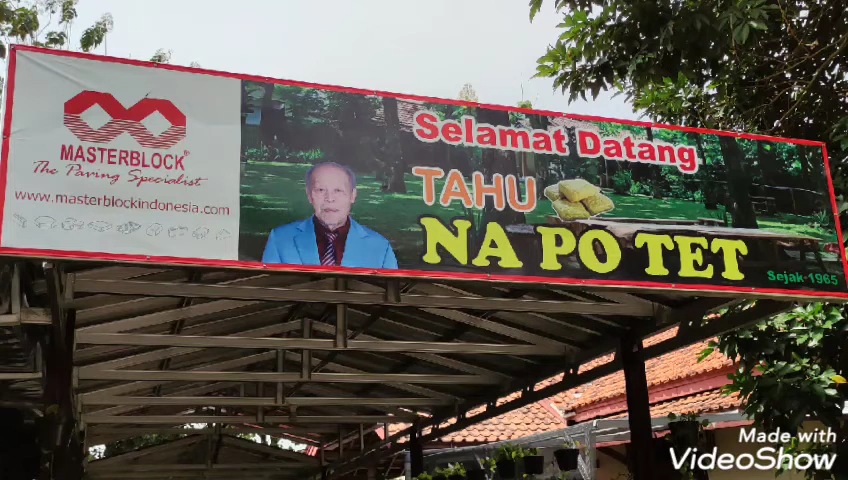 MASTERBLOCK®
The Paving Specialist
www.masterblockindonesia.com
Selamat Datang
TAHU
NA PO TET
Sejak-1965
Made with
VideoShow